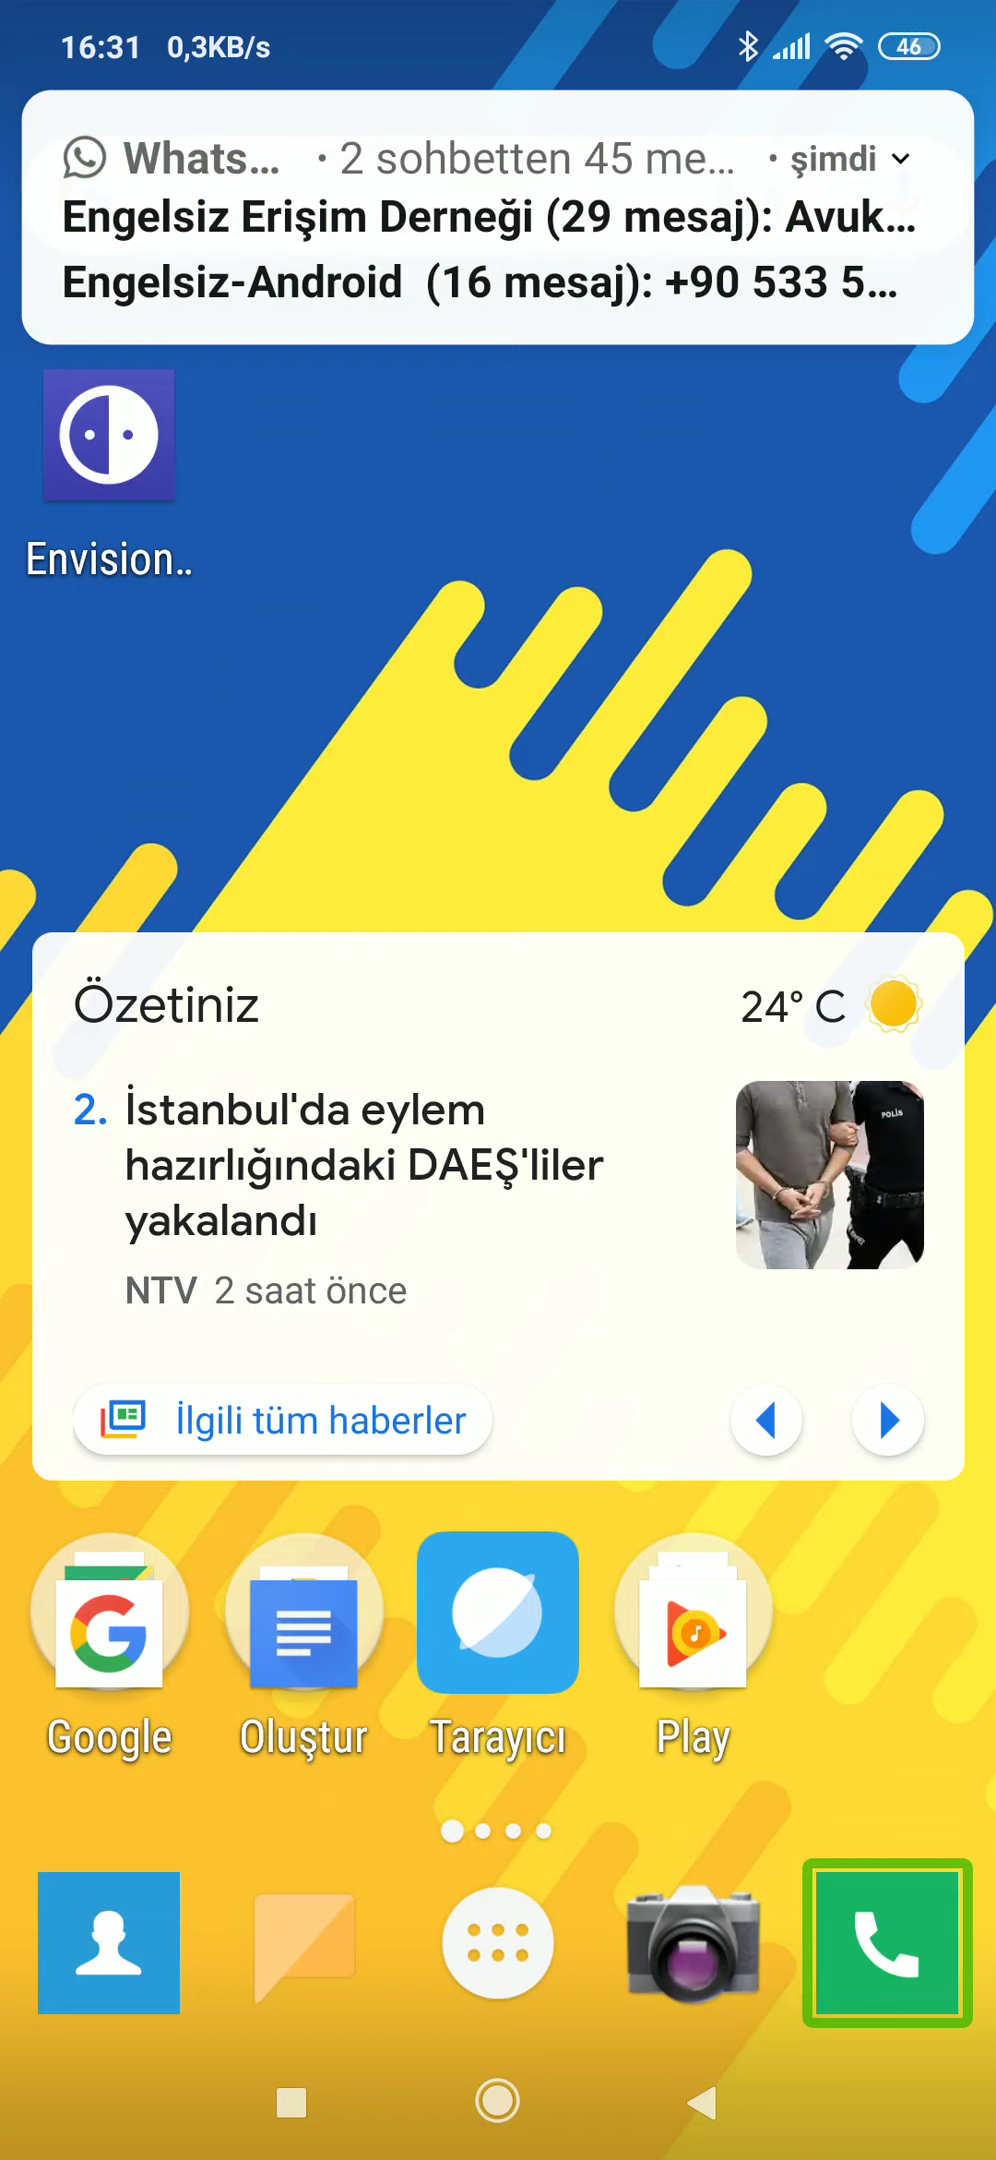 16:31 0,3KB/s 46
Whats... • 2 sohbetten 45 me... • şimdi
Engelsiz Erişim Derneği (29 mesaj): Avuk...
Engelsiz-Android (16 mesaj): +90 533 5...
Envision..
Özetiniz 24° C
2. İstanbul'da eylem
hazırlığındaki DAEŞ'liler
yakalandı
POLİS
NTV 2 saat önce
İlgili tüm haberler
Google Oluştur Tarayıcı Play